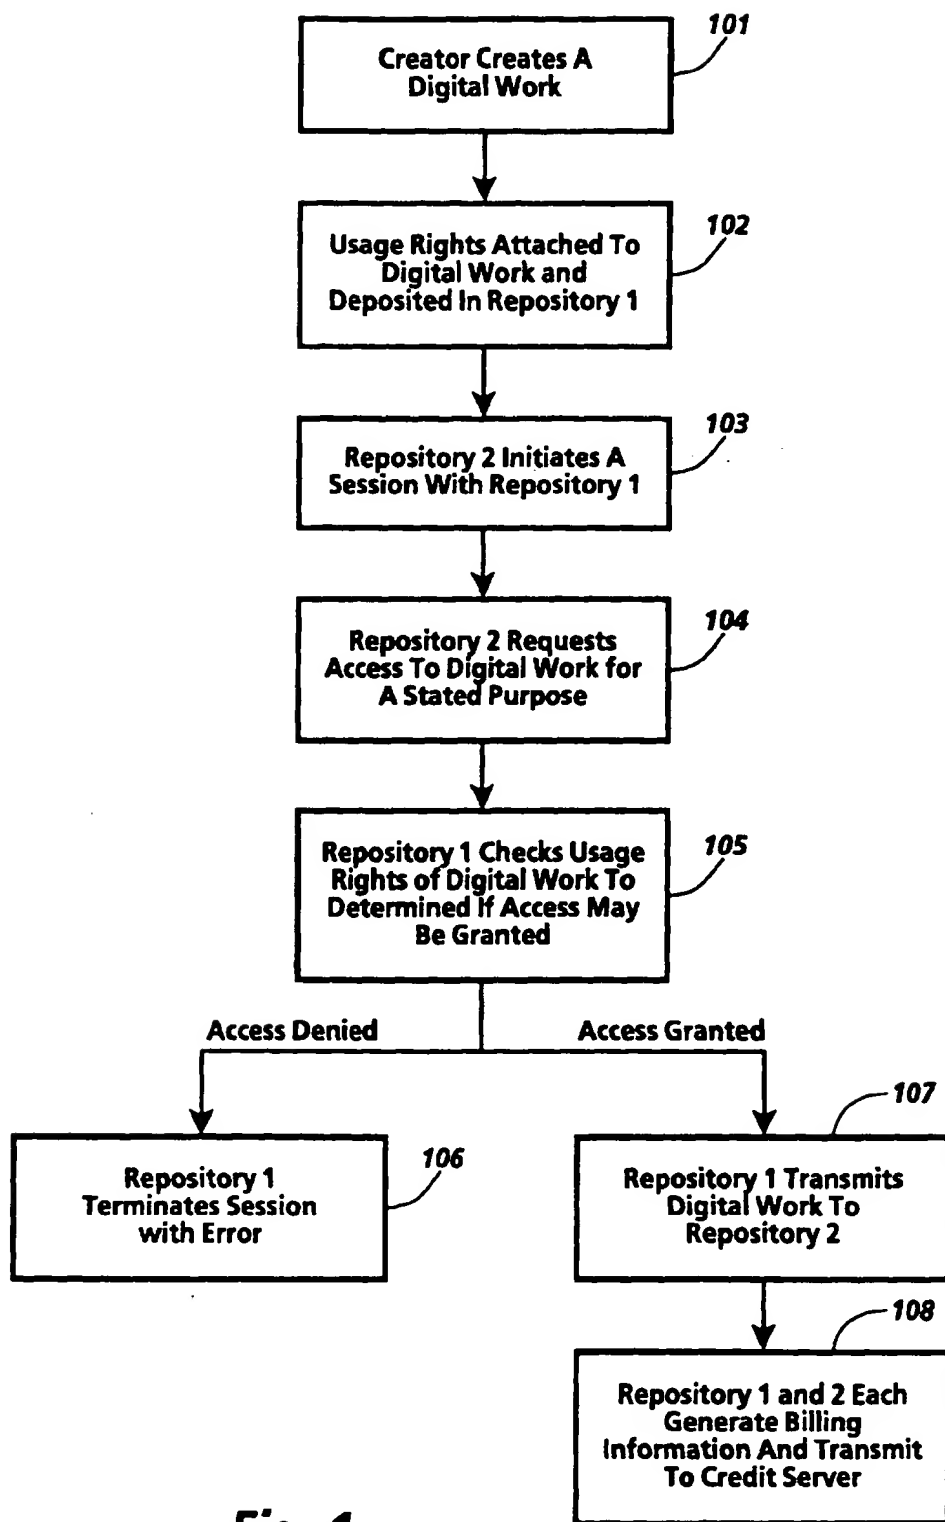 101
Creator Creates A
Digital Work
102
Usage Rights Attached To
Digital Work and
Deposited In Repository 1
103
Repository 2 Initiates A
Session With Repository 1
104
Repository 2 Requests
Access To Digital Work for
A Stated Purpose
105
Repository 1 Checks Usage
Rights of Digital Work To
Determined If Access May
Be Granted
Access Denied
Access Granted
106
Repository 1
Terminates Session
with Error
107
Repository 1 Transmits
Digital Work To
Repository 2
108
Repository 1 and 2 Each
Generate Billing
Information And Transmit
To Credit Server
Fig. 1